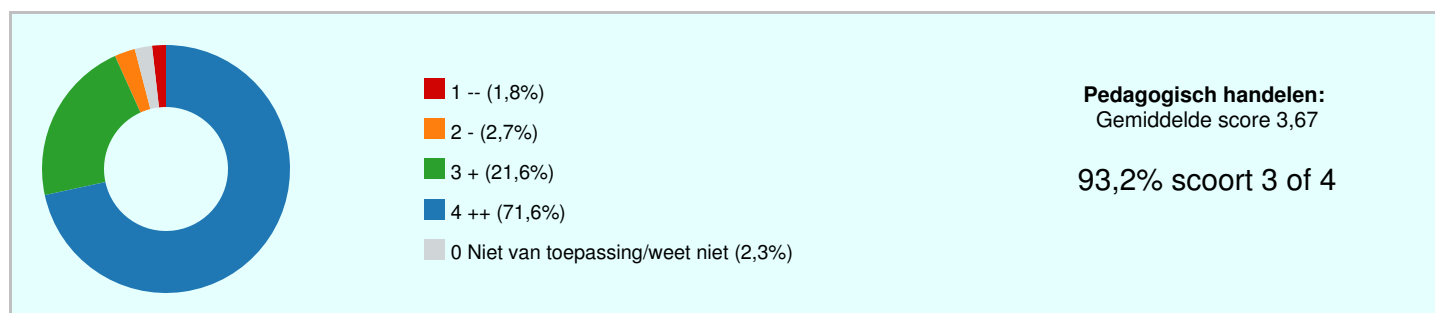 1 -- (1,8%)
2 - (2,7%)
3 + (21,6%)
4 ++ (71,6%)
0 Niet van toepassing/weet niet (2,3%)
Pedagogisch handelen:
Gemiddelde score 3,67
93,2% scoort 3 of 4